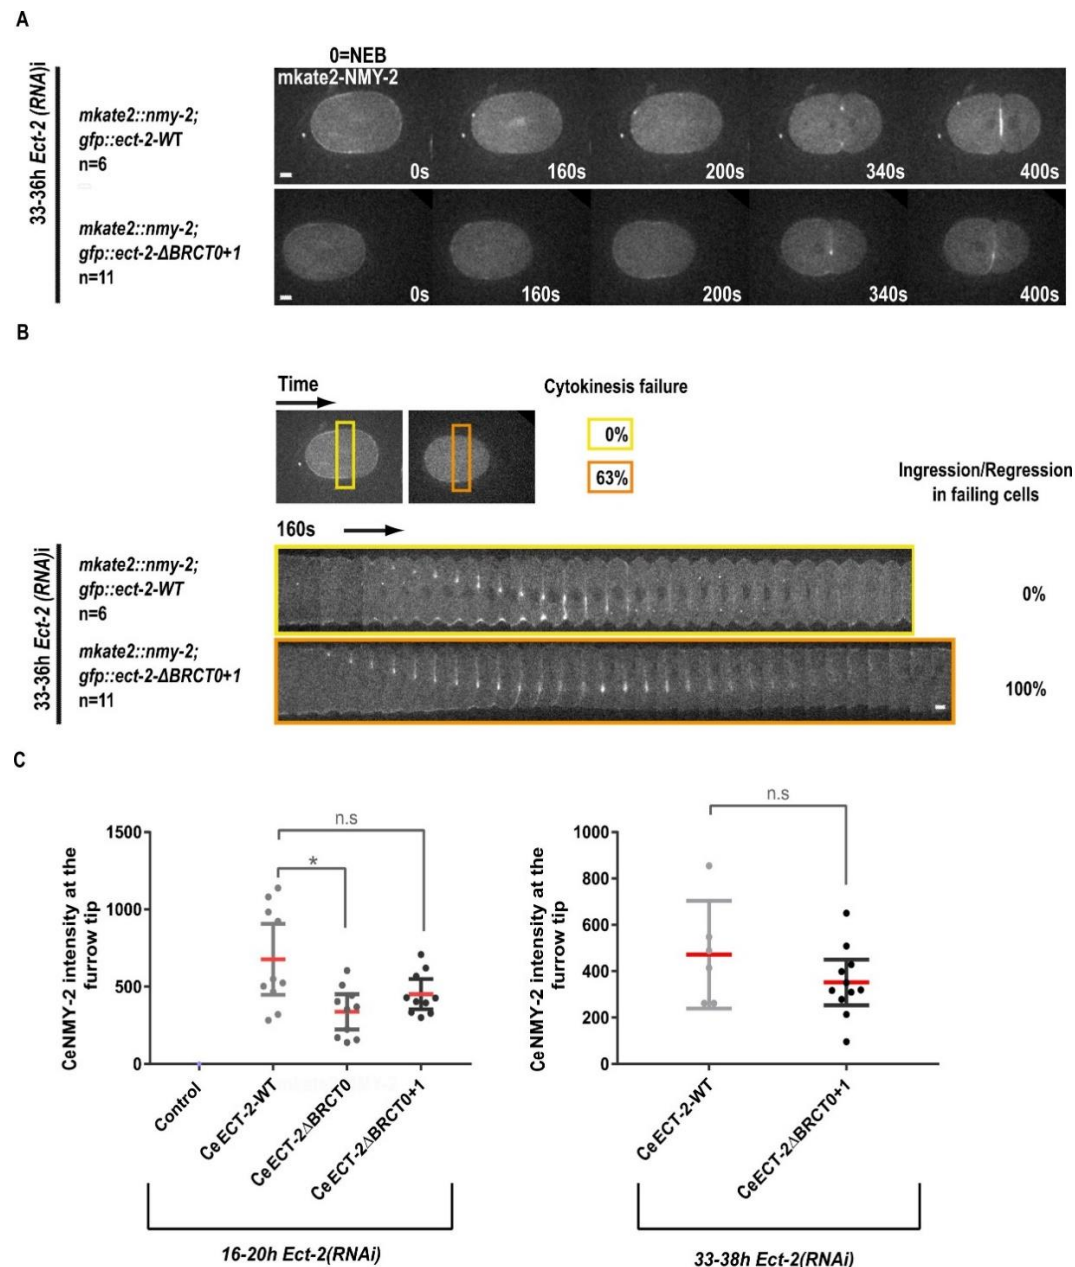 A
0=NEB
mkate2-NMY-2
33-36h Ect-2 (RNA)i
mkate2::nmy-2;
gfp::ect-2-WT
n=6
0s
160s
200s
340s
400s
mkate2::nmy-2;
gfp::ect-2-ΔBRCT0+1
n=11
0s
160s
200s
340s
400s
B
Time
Cytokinesis failure
0%
63%
Ingression/Regression
in failing cells
160s
33-36h Ect-2 (RNA)i
mkate2::nmy-2;
gfp::ect-2-WT
n=6
0%
mkate2::nmy-2;
gfp::ect-2-ΔBRCT0+1
n=11
100%
C
CeNMY-2 intensity at the
furrow tip
1500
1000
500
0
n.s
*
Control
CeECT-2-WT
CeECT-2ΔBRCT0
CeECT-2ΔBRCT0+1
16-20h Ect-2(RNAi)
CeNMY-2 intensity at the
furrow tip
1000
800
600
400
200
0
n.s
CeECT-2-WT
CeECT-2ΔBRCT0+1
33-38h Ect-2(RNAi)